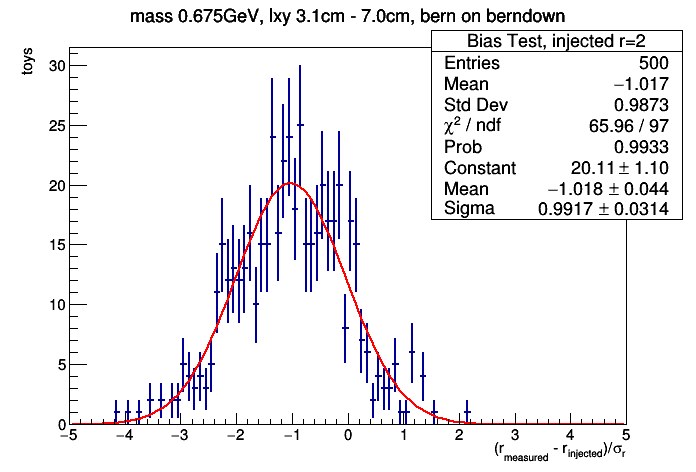 mass 0.675GeV, lxy 3.1cm - 7.0cm, bern on berndown
Bias Test, injected r=2
Entries 500
Mean −1.017
Std Dev 0.9873
χ² / ndf 65.96 / 97
Prob 0.9933
Constant 20.11 ± 1.10
Mean −1.018 ± 0.044
Sigma 0.9917 ± 0.0314
toys
30
25
20
15
10
5
0
−5 −4 −3 −2 −1 0 1 2 3 4 5
(r_measured - r_injected)/σ_r